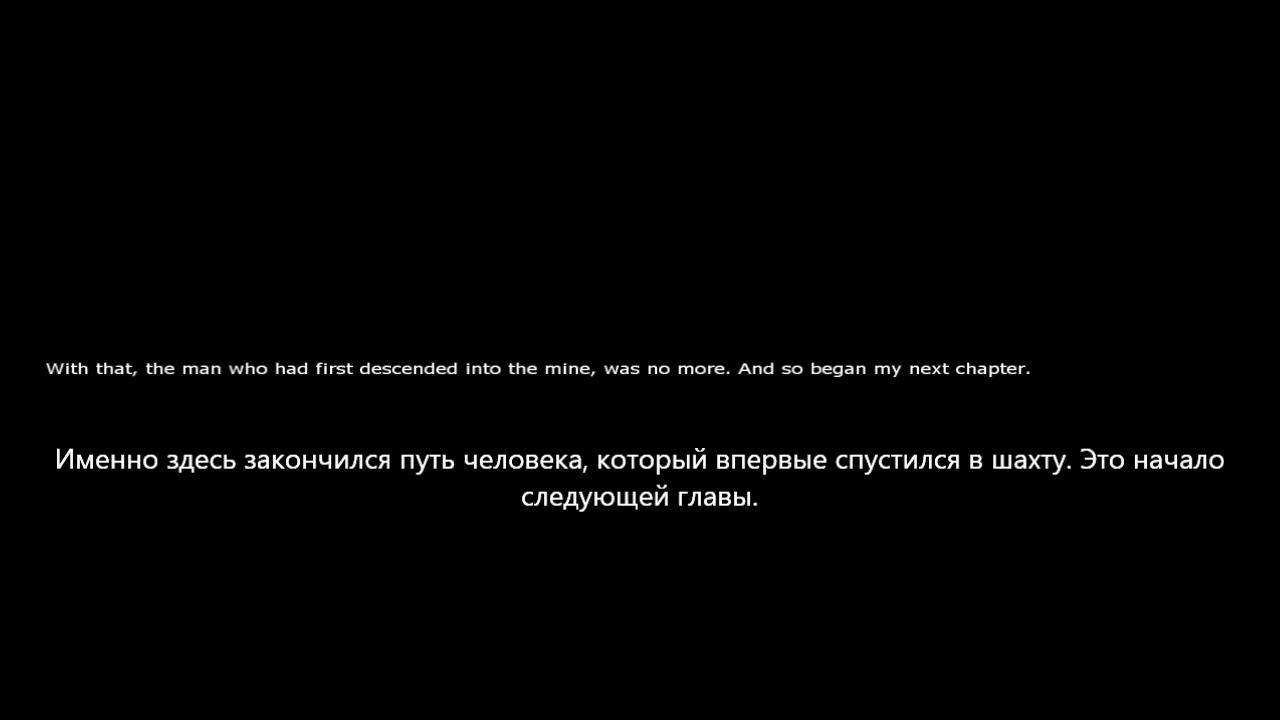 With that, the man who had first descended into the mine, was no more. And so began my next chapter.
Именно здесь закончился путь человека, который впервые спустился в шахту. Это начало
следующей главы.